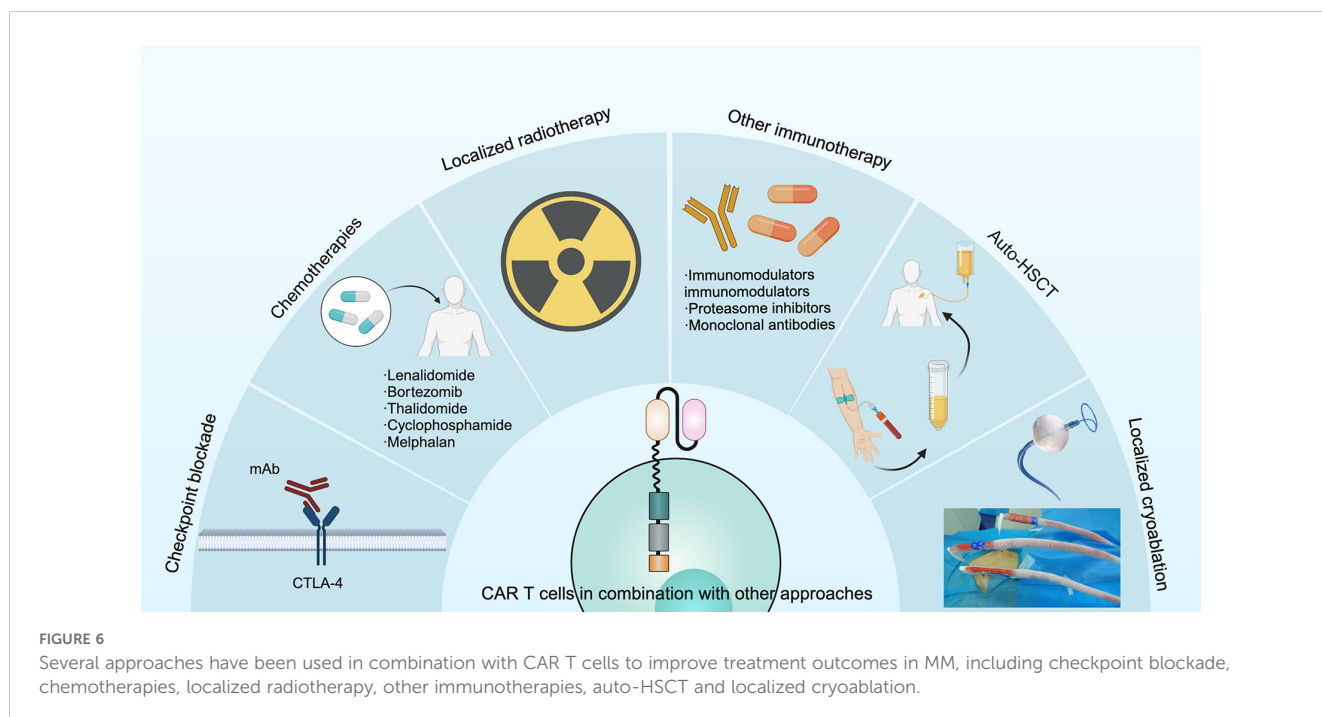 Localized radiotherapy
Other immunotherapy
Chemotherapies
Auto-HSCT
Checkpoint blockade
Localized cryoablation
·Immunomodulators
immunomodulators
·Proteasome inhibitors
·Monoclonal antibodies
·Lenalidomide
·Bortezomib
·Thalidomide
·Cyclophosphamide
·Melphalan
mAb
CTLA-4
CAR T cells in combination with other approaches
FIGURE 6
Several approaches have been used in combination with CAR T cells to improve treatment outcomes in MM, including checkpoint blockade,
chemotherapies, localized radiotherapy, other immunotherapies, auto-HSCT and localized cryoablation.